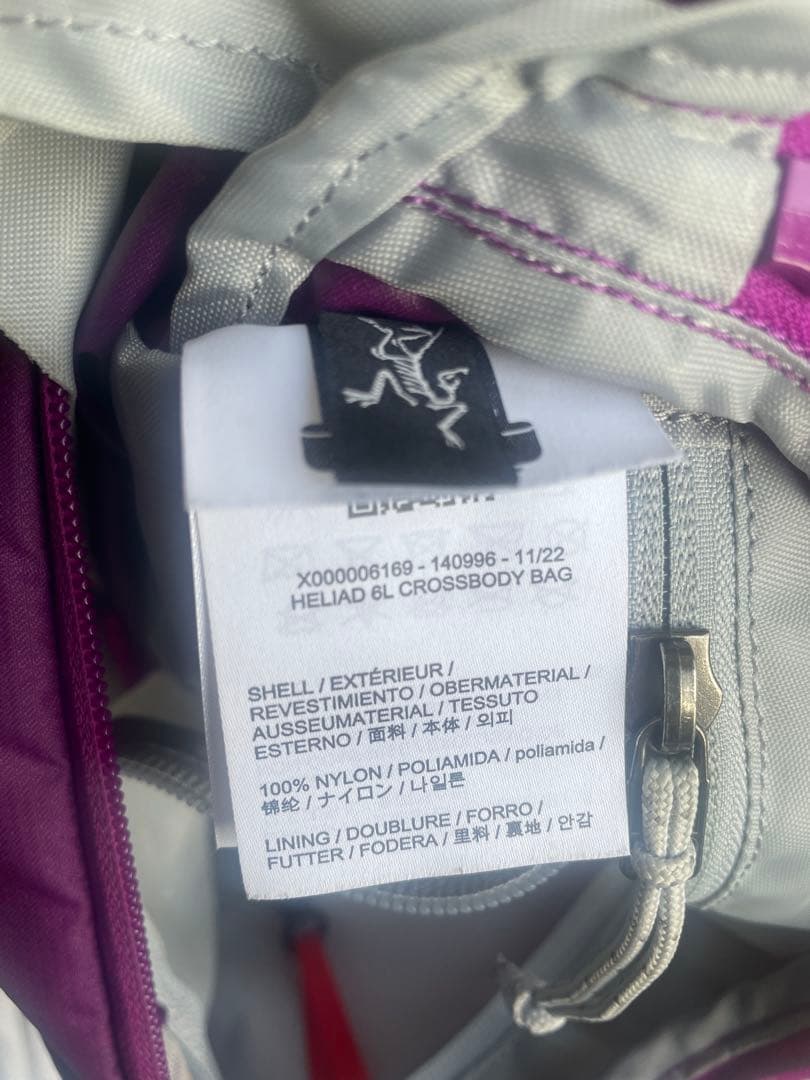 X000006169 - 140996 - 11/22
HELIAD 6L CROSSBODY BAG
SHELL / EXTÉRIEUR /
REVESTIMIENTO / OBERMATERIAL /
AUSSEUMATERIAL / TESSUTO
ESTERNO / 面料 / 本体 / 외피
100% NYLON / POLIAMIDA / poliamida /
锦纶 / ナイロン / 나일론
LINING / DOUBLURE / FORRO /
FUTTER / FODERA / 里料 / 裏地 / 안감